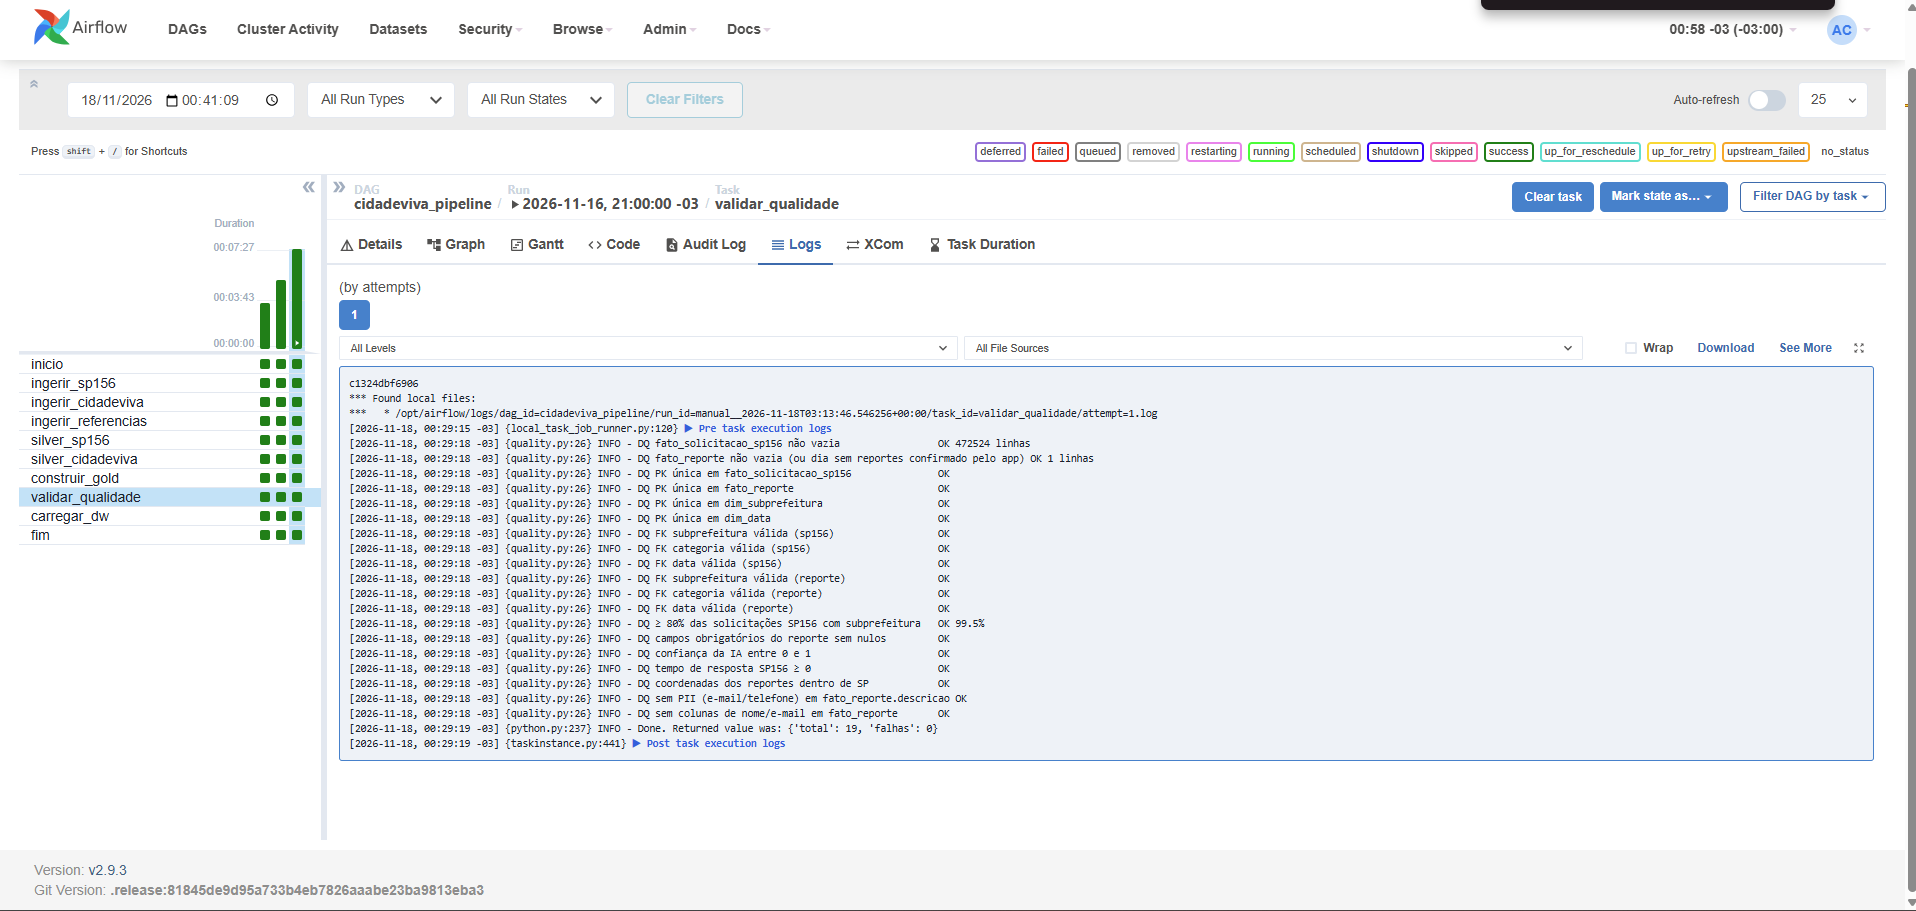 Airflow DAGs Cluster Activity Datasets Security Browse Admin Docs 00:58 -03 (-03:00) AC
18/11/2026 00:41:09 All Run Types All Run States Clear Filters Auto-refresh 25
Press shift + / for Shortcuts deferred failed queued removed restarting running scheduled shutdown skipped success up_for_reschedule up_for_retry upstream_failed no_status
DAG Run Task
cidadeviva_pipeline / 2026-11-16, 21:00:00 -03 / validar_qualidade Clear task Mark state as... Filter DAG by task
Duration
00:07:27
00:03:43
00:00:00
inicio
ingerir_sp156
ingerir_cidadeviva
ingerir_referencias
silver_sp156
silver_cidadeviva
construir_gold
validar_qualidade
carregar_dw
fim
Details Graph Gantt Code Audit Log Logs XCom Task Duration
(by attempts)
1
All Levels All File Sources Wrap Download See More
c1324dbf6906
*** Found local files:
***   * /opt/airflow/logs/dag_id=cidadeviva_pipeline/run_id=manual__2026-11-18T03:13:46.546256+00:00/task_id=validar_qualidade/attempt=1.log
[2026-11-18, 00:29:15 -03] {local_task_job_runner.py:120} ▶ Pre task execution logs
[2026-11-18, 00:29:18 -03] {quality.py:26} INFO - DQ fato_solicitacao_sp156 não vazia OK 472524 linhas
[2026-11-18, 00:29:18 -03] {quality.py:26} INFO - DQ fato_reporte não vazia (ou dia sem reportes confirmado pelo app) OK 1 linhas
[2026-11-18, 00:29:18 -03] {quality.py:26} INFO - DQ PK única em fato_solicitacao_sp156 OK
[2026-11-18, 00:29:18 -03] {quality.py:26} INFO - DQ PK única em fato_reporte OK
[2026-11-18, 00:29:18 -03] {quality.py:26} INFO - DQ PK única em dim_subprefeitura OK
[2026-11-18, 00:29:18 -03] {quality.py:26} INFO - DQ PK única em dim_data OK
[2026-11-18, 00:29:18 -03] {quality.py:26} INFO - DQ FK subprefeitura válida (sp156) OK
[2026-11-18, 00:29:18 -03] {quality.py:26} INFO - DQ FK categoria válida (sp156) OK
[2026-11-18, 00:29:18 -03] {quality.py:26} INFO - DQ FK data válida (sp156) OK
[2026-11-18, 00:29:18 -03] {quality.py:26} INFO - DQ FK subprefeitura válida (reporte) OK
[2026-11-18, 00:29:18 -03] {quality.py:26} INFO - DQ FK categoria válida (reporte) OK
[2026-11-18, 00:29:18 -03] {quality.py:26} INFO - DQ FK data válida (reporte) OK
[2026-11-18, 00:29:18 -03] {quality.py:26} INFO - DQ ≥ 80% das solicitações SP156 com subprefeitura OK 99.5%
[2026-11-18, 00:29:18 -03] {quality.py:26} INFO - DQ campos obrigatórios do reporte sem nulos OK
[2026-11-18, 00:29:18 -03] {quality.py:26} INFO - DQ confiança da IA entre 0 e 1 OK
[2026-11-18, 00:29:18 -03] {quality.py:26} INFO - DQ tempo de resposta SP156 ≥ 0 OK
[2026-11-18, 00:29:18 -03] {quality.py:26} INFO - DQ coordenadas dos reportes dentro de SP OK
[2026-11-18, 00:29:18 -03] {quality.py:26} INFO - DQ sem PII (e-mail/telefone) em fato_reporte.descricao OK
[2026-11-18, 00:29:18 -03] {quality.py:26} INFO - DQ sem colunas de nome/e-mail em fato_reporte OK
[2026-11-18, 00:29:19 -03] {python.py:237} INFO - Done. Returned value was: {'total': 19, 'falhas': 0}
[2026-11-18, 00:29:19 -03] {taskinstance.py:441} ▶ Post task execution logs
Version: v2.9.3
Git Version: .release:81845de9d95a733b4eb7826aaabe23ba9813eba3